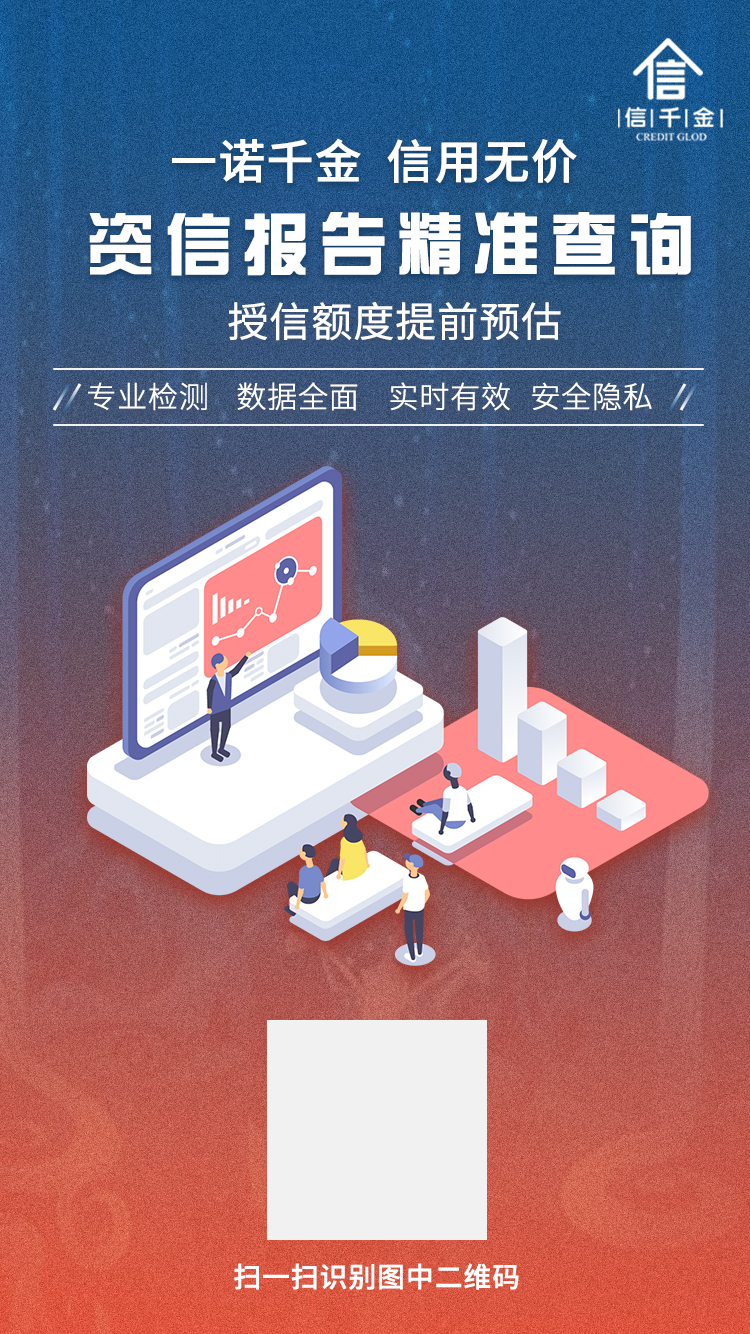 信
信千金
CREDIT GLOD
一诺千金 信用无价
资信报告精准查询
授信额度提前预估
专业检测 数据全面 实时有效 安全隐私
扫一扫识别图中二维码